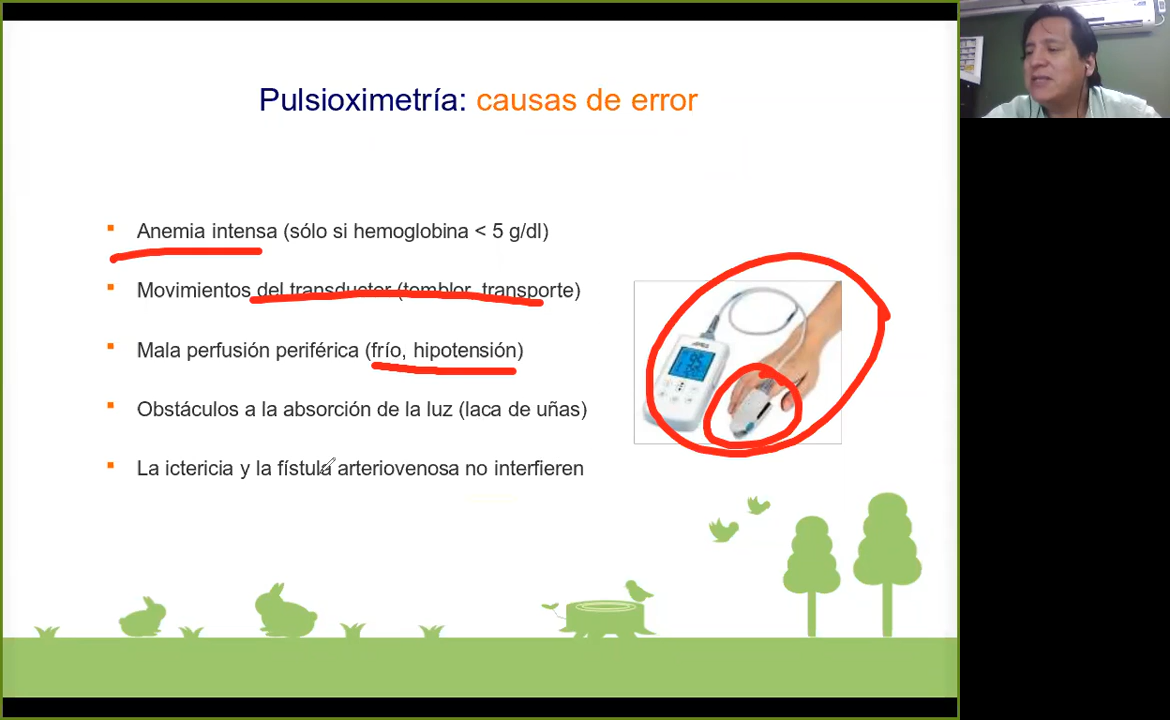 Pulsioximetría: causas de error
Anemia intensa (sólo si hemoglobina < 5 g/dl)
Movimientos del transductor (temblor, transporte)
Mala perfusión periférica (frío, hipotensión)
Obstáculos a la absorción de la luz (laca de uñas)
La ictericia y la fístula arteriovenosa no interfieren